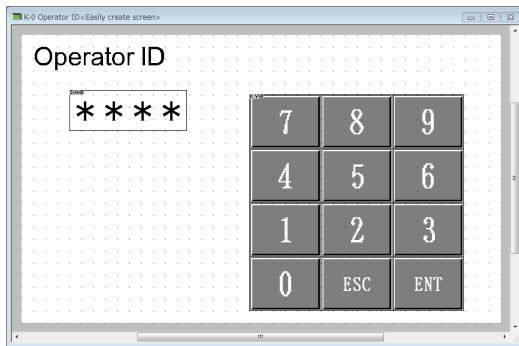 K-0 Operator ID<Easily create screen>
Operator ID
DA0
* * * *
KY0
7 8 9
4 5 6
1 2 3
0 ESC ENT